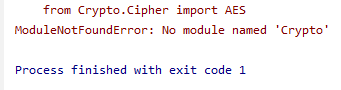 from Crypto.Cipher import AES
ModuleNotFoundError: No module named 'Crypto'
Process finished with exit code 1